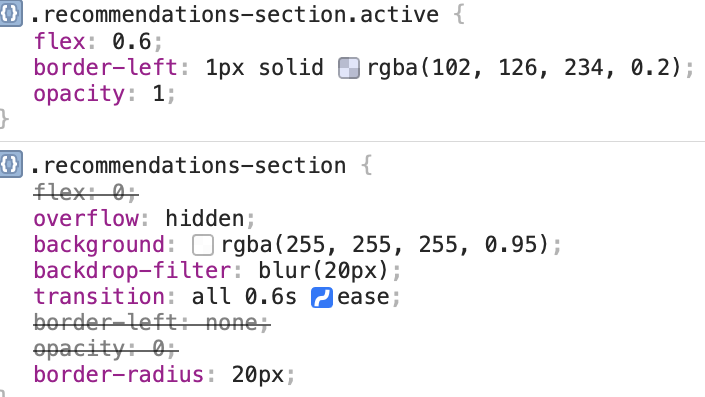 .recommendations-section.active {
flex: 0.6;
border-left: 1px solid rgba(102, 126, 234, 0.2);
opacity: 1;
}
.recommendations-section {
flex: 0;
overflow: hidden;
background: rgba(255, 255, 255, 0.95);
backdrop-filter: blur(20px);
transition: all 0.6s ease;
border-left: none;
opacity: 0;
border-radius: 20px;
}